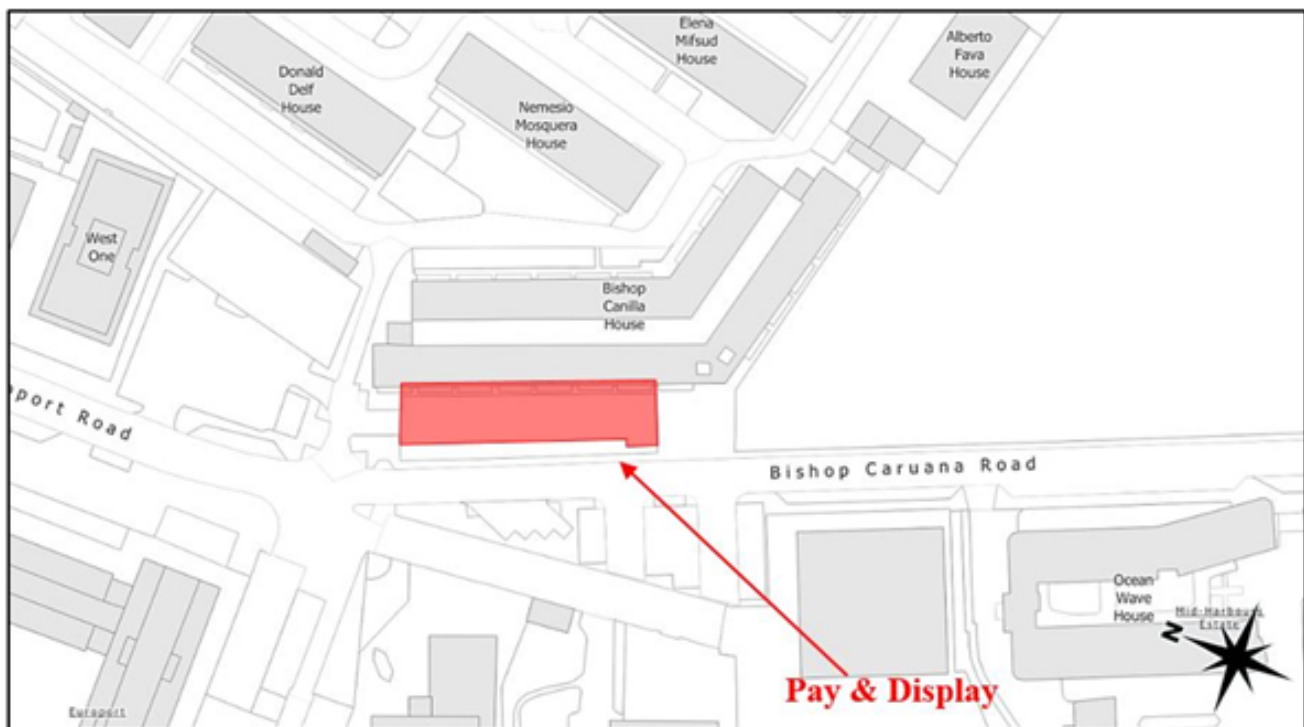 Elena
Mifsud
House
Alberto
Fava
House
Donald
Delf
House
Nemesio
Mosquera
House
West
One
Bishop
Canilla
House
port Road
Bishop Caruana Road
Ocean
Wave
House
Mid-Harbours
Estate
N
Pay & Display
Europort